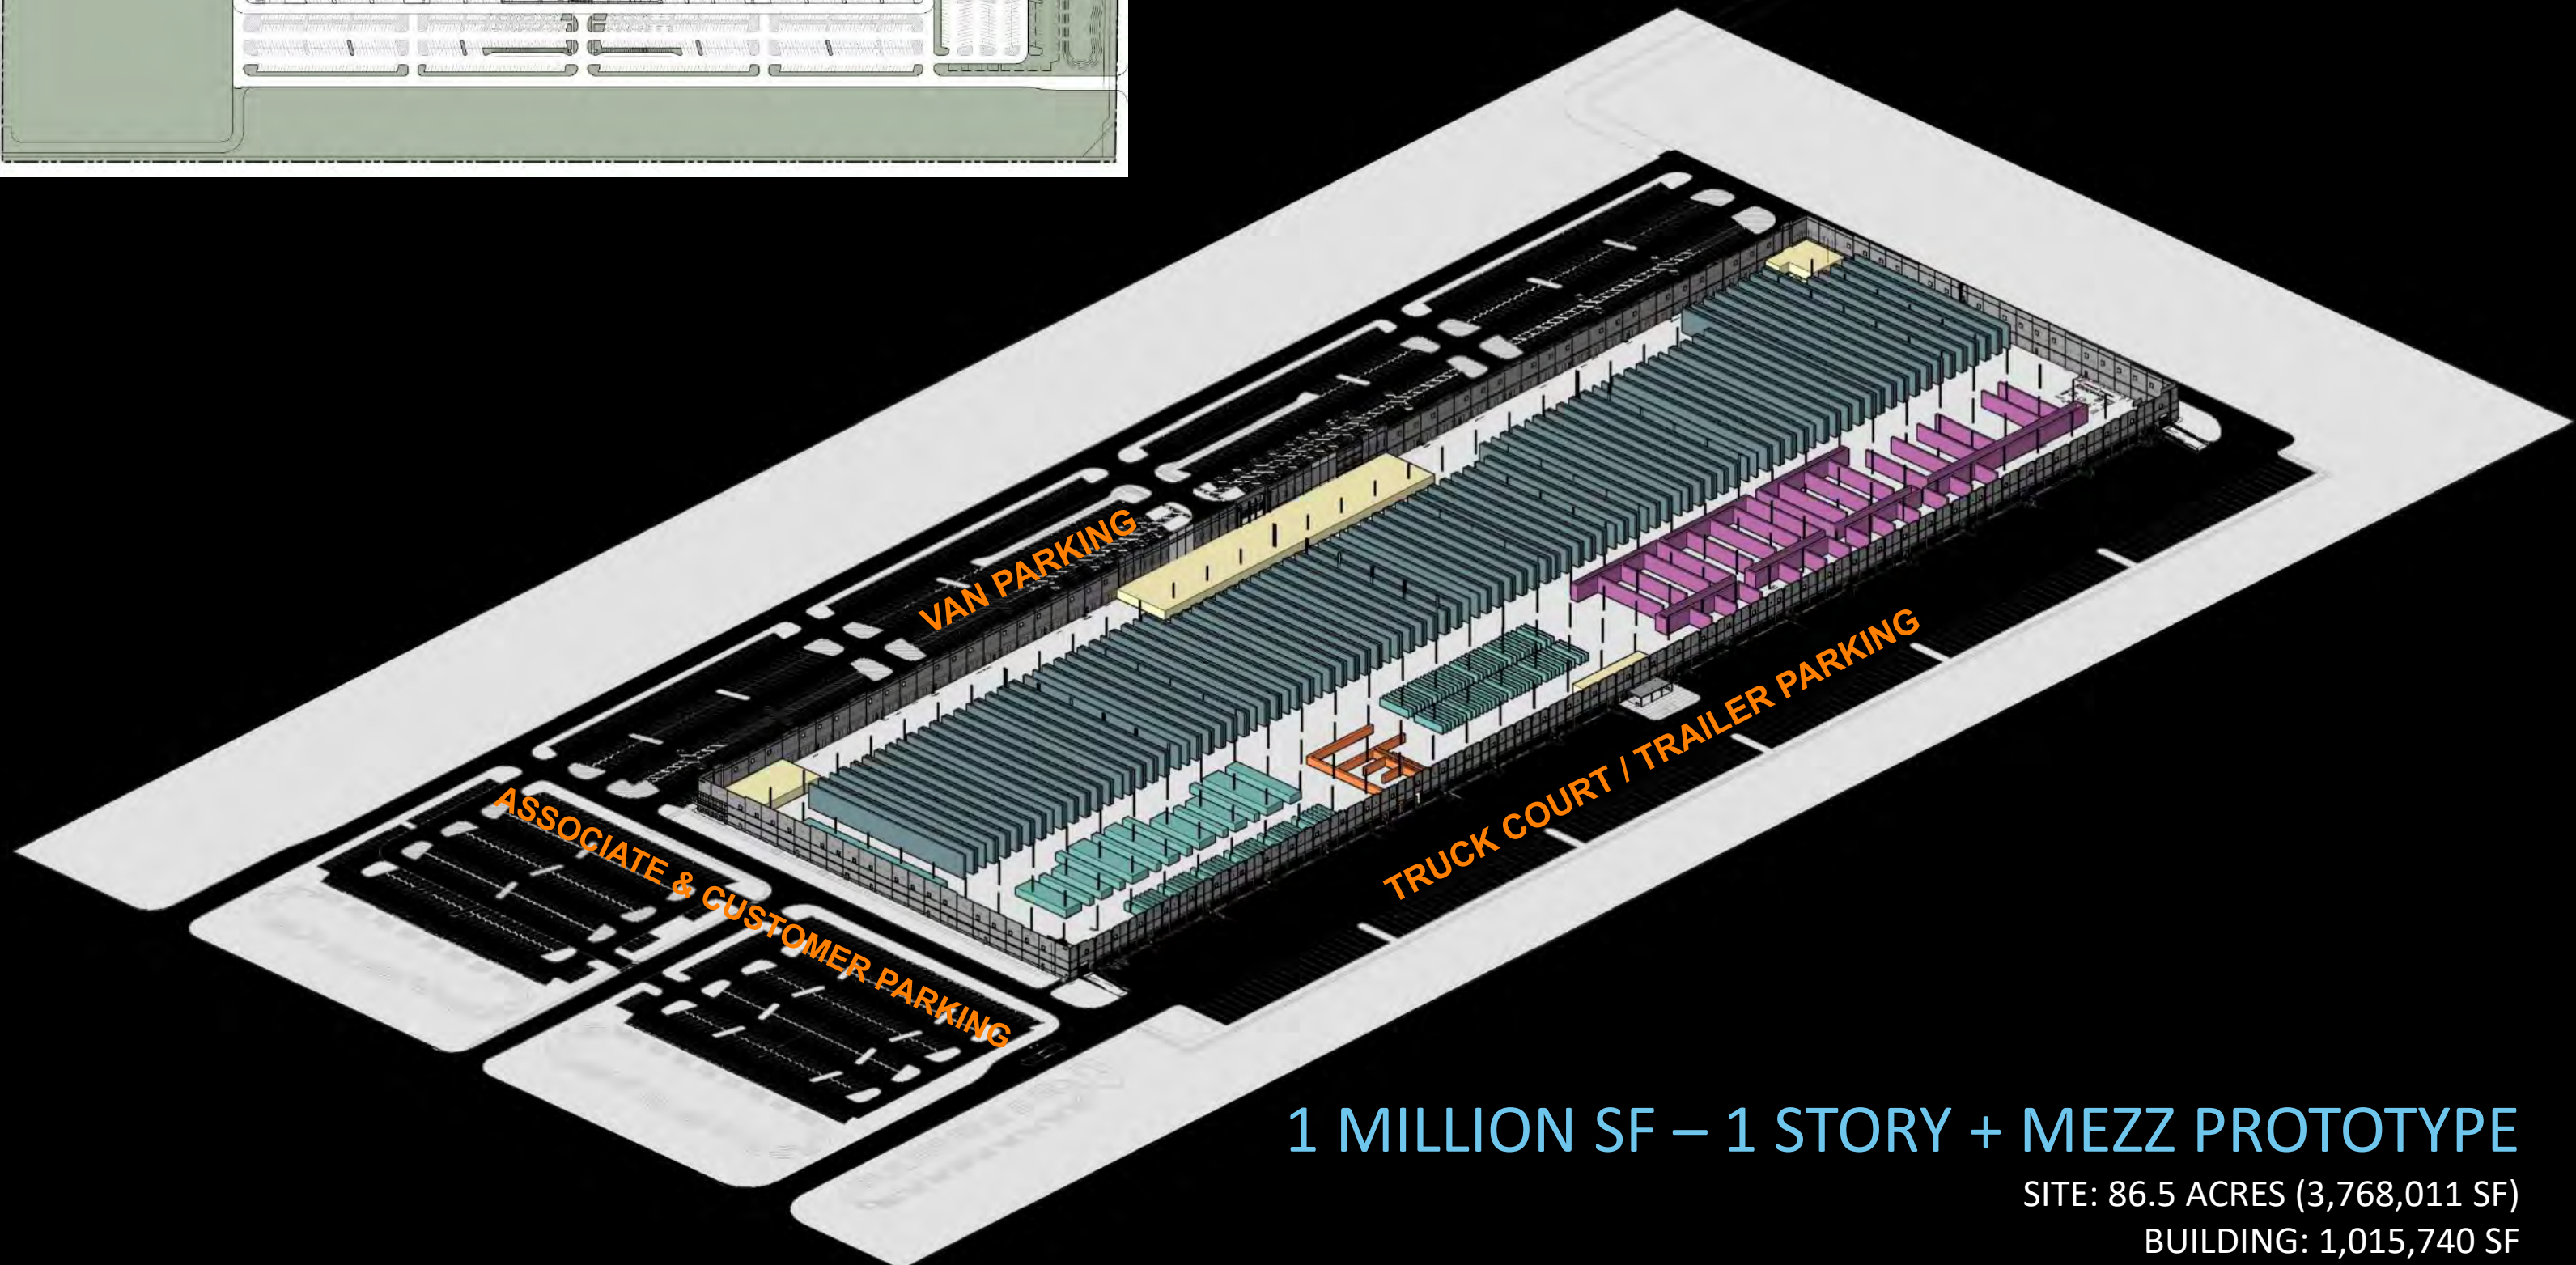 VAN PARKING
ASSOCIATE & CUSTOMER PARKING
TRUCK COURT / TRAILER PARKING
1 MILLION SF – 1 STORY + MEZZ PROTOTYPE
SITE: 86.5 ACRES (3,768,011 SF)
BUILDING: 1,015,740 SF